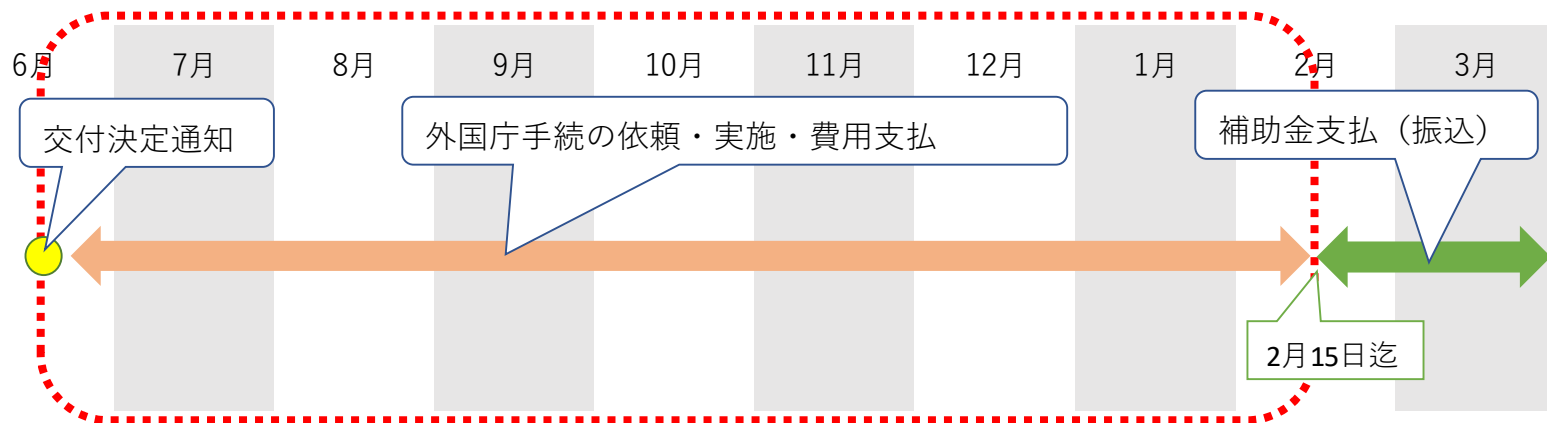 6月 7月 8月 9月 10月 11月 12月 1月 2月 3月
交付決定通知
外国庁手続の依頼・実施・費用支払
補助金支払（振込）
2月15日迄